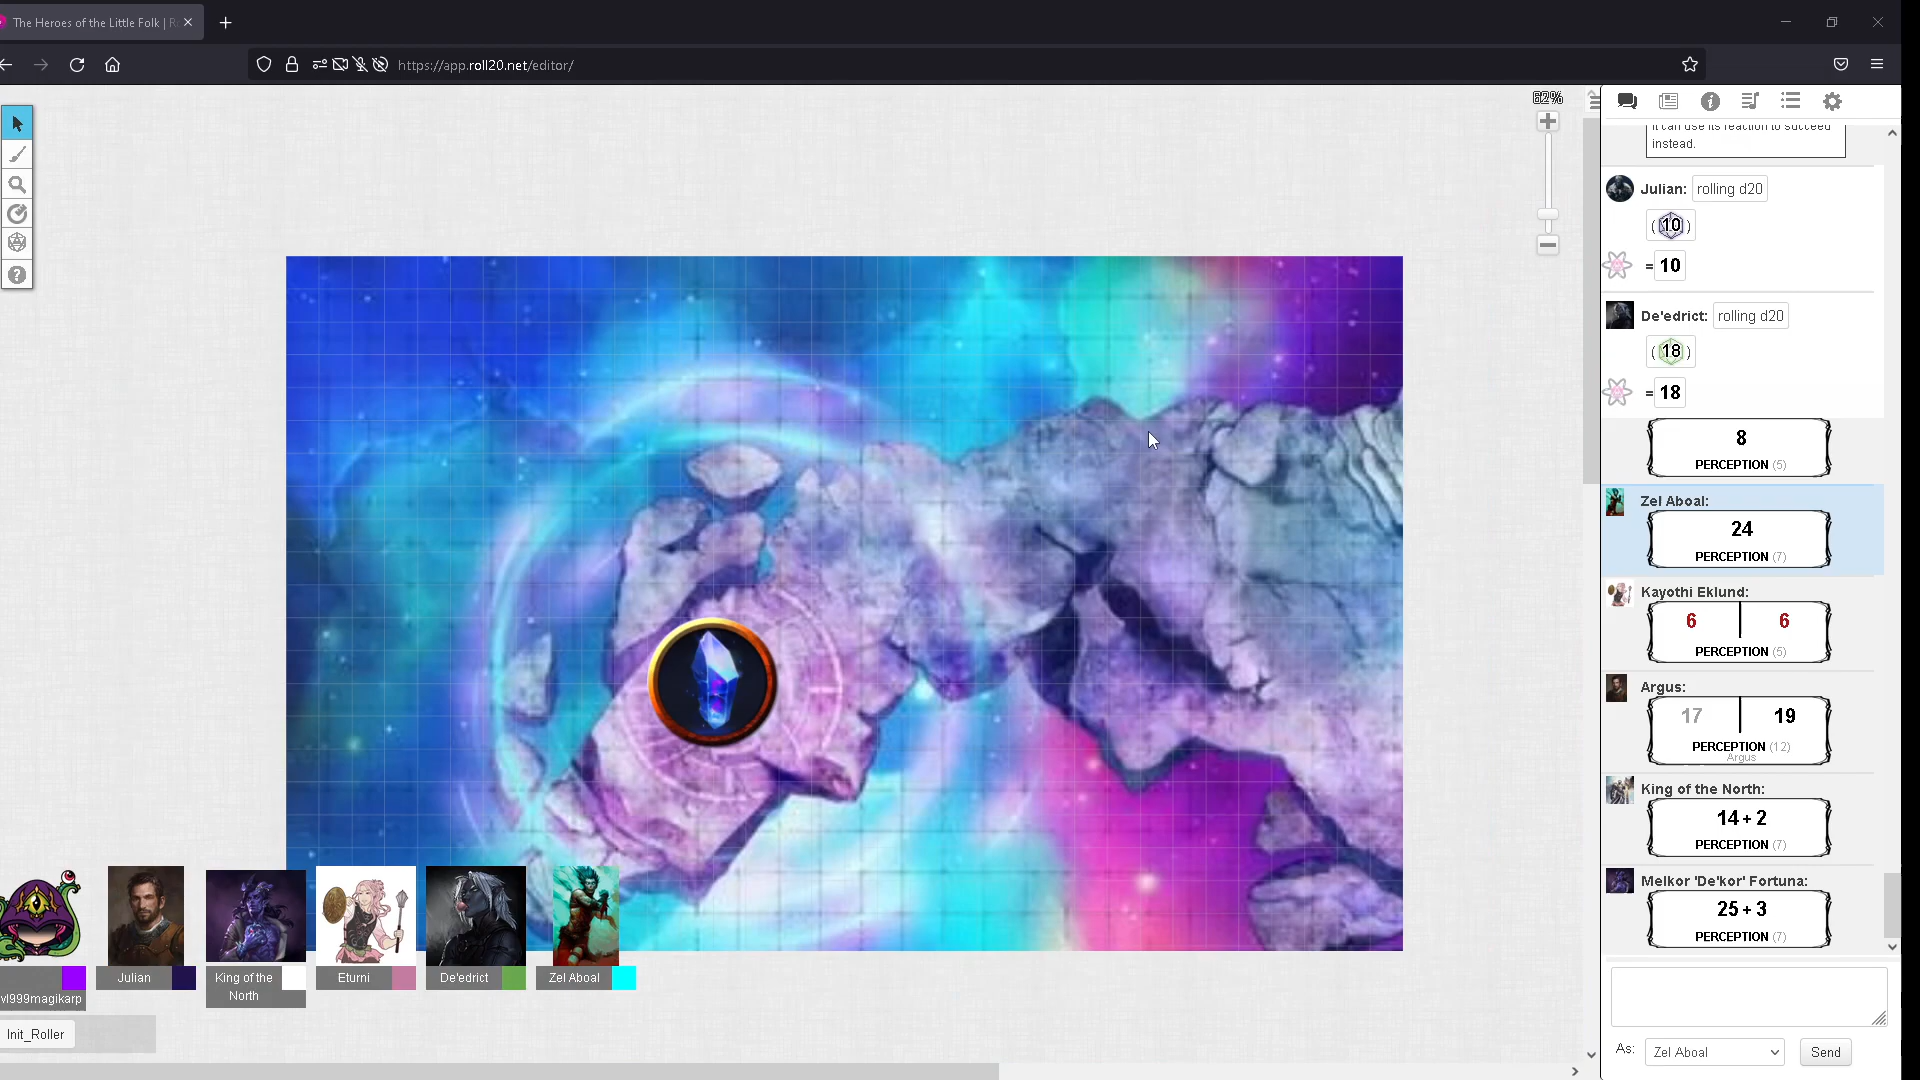 The Heroes of the Little Folk | R
https://app.roll20.net/editor/
82%
instead.
Julian: rolling d20
( 10 )
= 10
De'edrict: rolling d20
( 18 )
= 18
8
PERCEPTION (5)
Zel Aboal:
24
PERCEPTION (7)
Kayothi Eklund:
6 6
PERCEPTION (5)
Argus:
17 19
PERCEPTION (12)
Argus
King of the North:
14 + 2
PERCEPTION (7)
Melkor 'De'kor' Fortuna:
25 + 3
PERCEPTION (7)
vl999magikarp
Julian
King of the
North
Eturni
De'edrict
Zel Aboal
Init_Roller
As: Zel Aboal Send